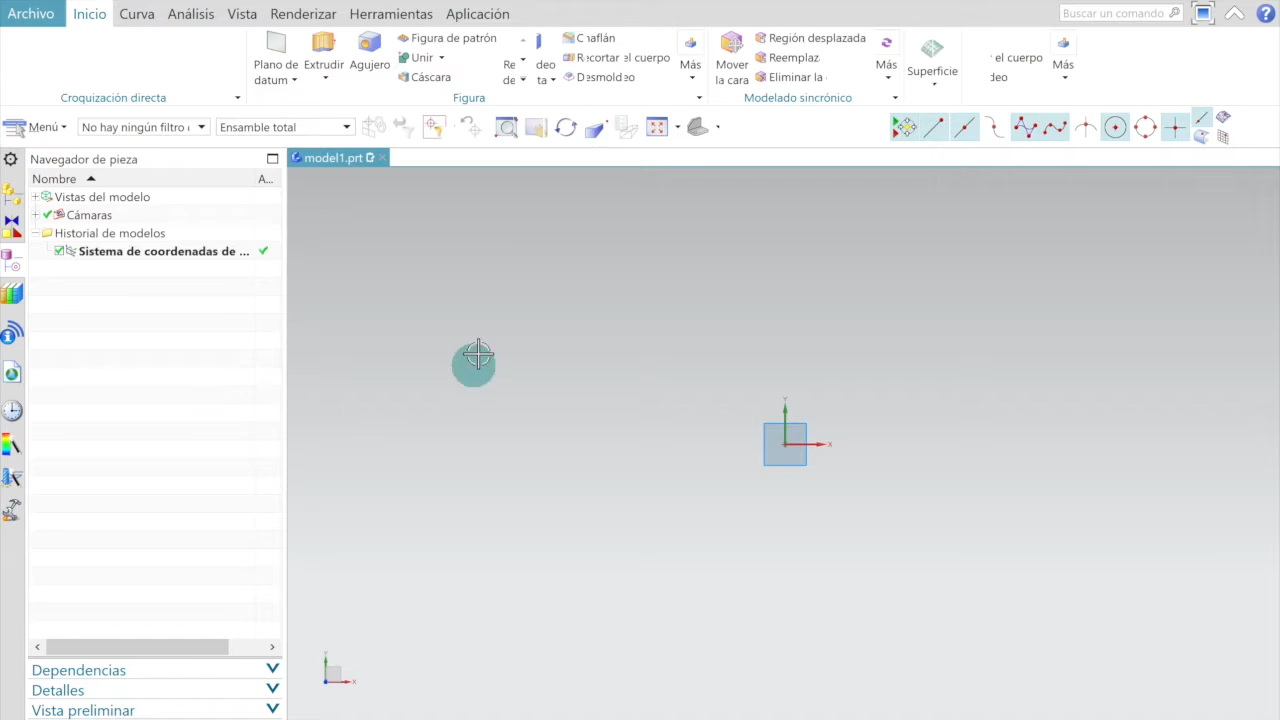 Archivo Inicio Curva Análisis Vista Renderizar Herramientas Aplicación Buscar un comando
Plano de datum
Extrudir
Agujero
Figura de patrón
Unir
Cáscara
Chaflán
Recortar el cuerpo
Desmoldeo
Más
Mover la cara
Región desplazada
Reemplaz
Eliminar la
Más
Superficie
el cuerpo
deo
Más
Croquización directa Figura Modelado sincrónico
Menú No hay ningún filtro Ensamble total
Navegador de pieza
model1.prt
Nombre A...
Vistas del modelo
Cámaras
Historial de modelos
Sistema de coordenadas de ...
Y
X
Y
X
Dependencias
Detalles
Vista preliminar